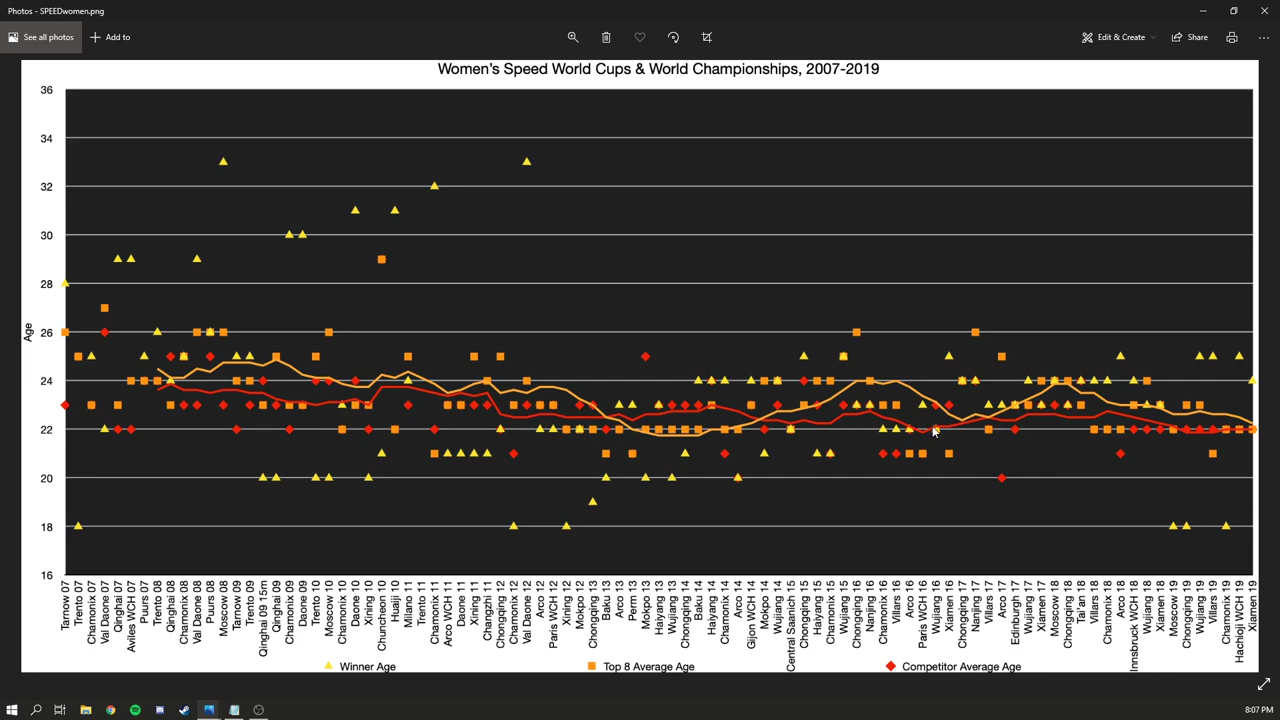 Photos - SPEEDwomen.png
See all photos
Add to
Edit & Create
Share
Women's Speed World Cups & World Championships, 2007-2019
Age
36
34
32
30
28
26
24
22
20
18
16
Tarnow 07
Trento 07
Chamonix 07
Val Daone 07
Qinghai 07
Aviles WCH 07
Puurs 07
Trento 08
Qinghai 08
Chamonix 08
Val Daone 08
Puurs 08
Moscow 08
Tarnow 09
Trento 09
Qinghai 09 15m
Qinghai 09
Chamonix 09
Daone 09
Trento 10
Moscow 10
Chamonix 10
Daone 10
Xining 10
Chuncheon 10
Huaiji 10
Milano 11
Trento 11
Chamonix 11
Arco WCH 11
Daone 11
Xining 11
Changzhi 11
Chongqing 12
Chamonix 12
Val Daone 12
Arco 12
Paris WCH 12
Xining 12
Mokpo 12
Chongqing 13
Baku 13
Arco 13
Perm 13
Mokpo 13
Haiyang 13
Wujiang 13
Chongqing 14
Baku 14
Haiyang 14
Chamonix 14
Arco 14
Gijon WCH 14
Mokpo 14
Wujiang 14
Central Saanich 15
Chongqing 15
Haiyang 15
Chamonix 15
Wujiang 15
Chongqing 16
Nanjing 16
Chamonix 16
Villars 16
Arco 16
Paris WCH 16
Wujiang 16
Xiamen 16
Chongqing 17
Nanjing 17
Villars 17
Arco 17
Edinburgh 17
Wujiang 17
Xiamen 17
Moscow 18
Chongqing 18
Tai'an 18
Villars 18
Chamonix 18
Arco 18
Innsbruck WCH 18
Wujiang 18
Xiamen 18
Moscow 19
Chongqing 19
Wujiang 19
Villars 19
Chamonix 19
Hachioji WCH 19
Xiamen 19
Winner Age
Top 8 Average Age
Competitor Average Age
8:07 PM